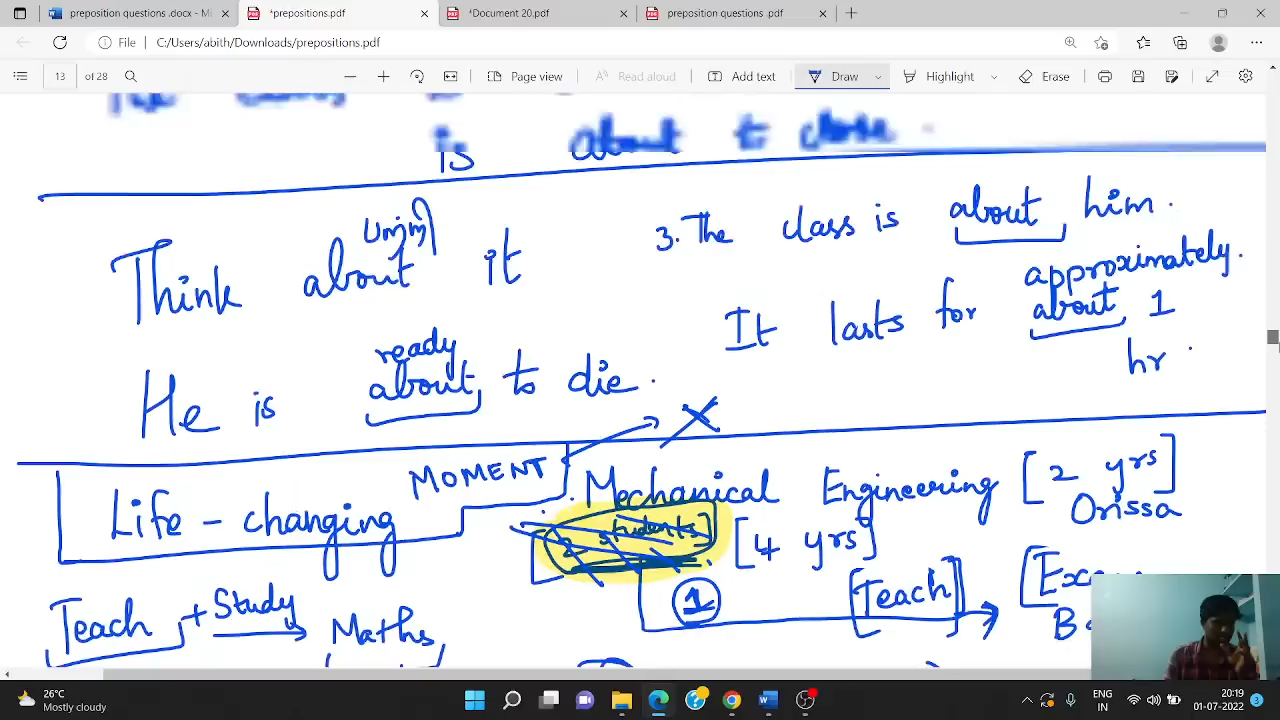 preposition questions .docx - Mi
*prepositions.pdf
*Document 20.pdf
preposition questions .pdf
File
C:/Users/abith/Downloads/prepositions.pdf
13 of 28
Page view
Read aloud
Add text
Draw
Highlight
Erase
is about to close.
is
Think about it
3. The class is about him.
approximately.
It lasts for about 1
hr.
ready
He is about to die.
MOMENT
Life - changing
Mechanical Engineering [2 yrs]
Orissa
2 students]
[4 yrs]
1
[Teach]
Teach + Study
Maths
26°C
Mostly cloudy
ENG
IN
20:19
01-07-2022
3